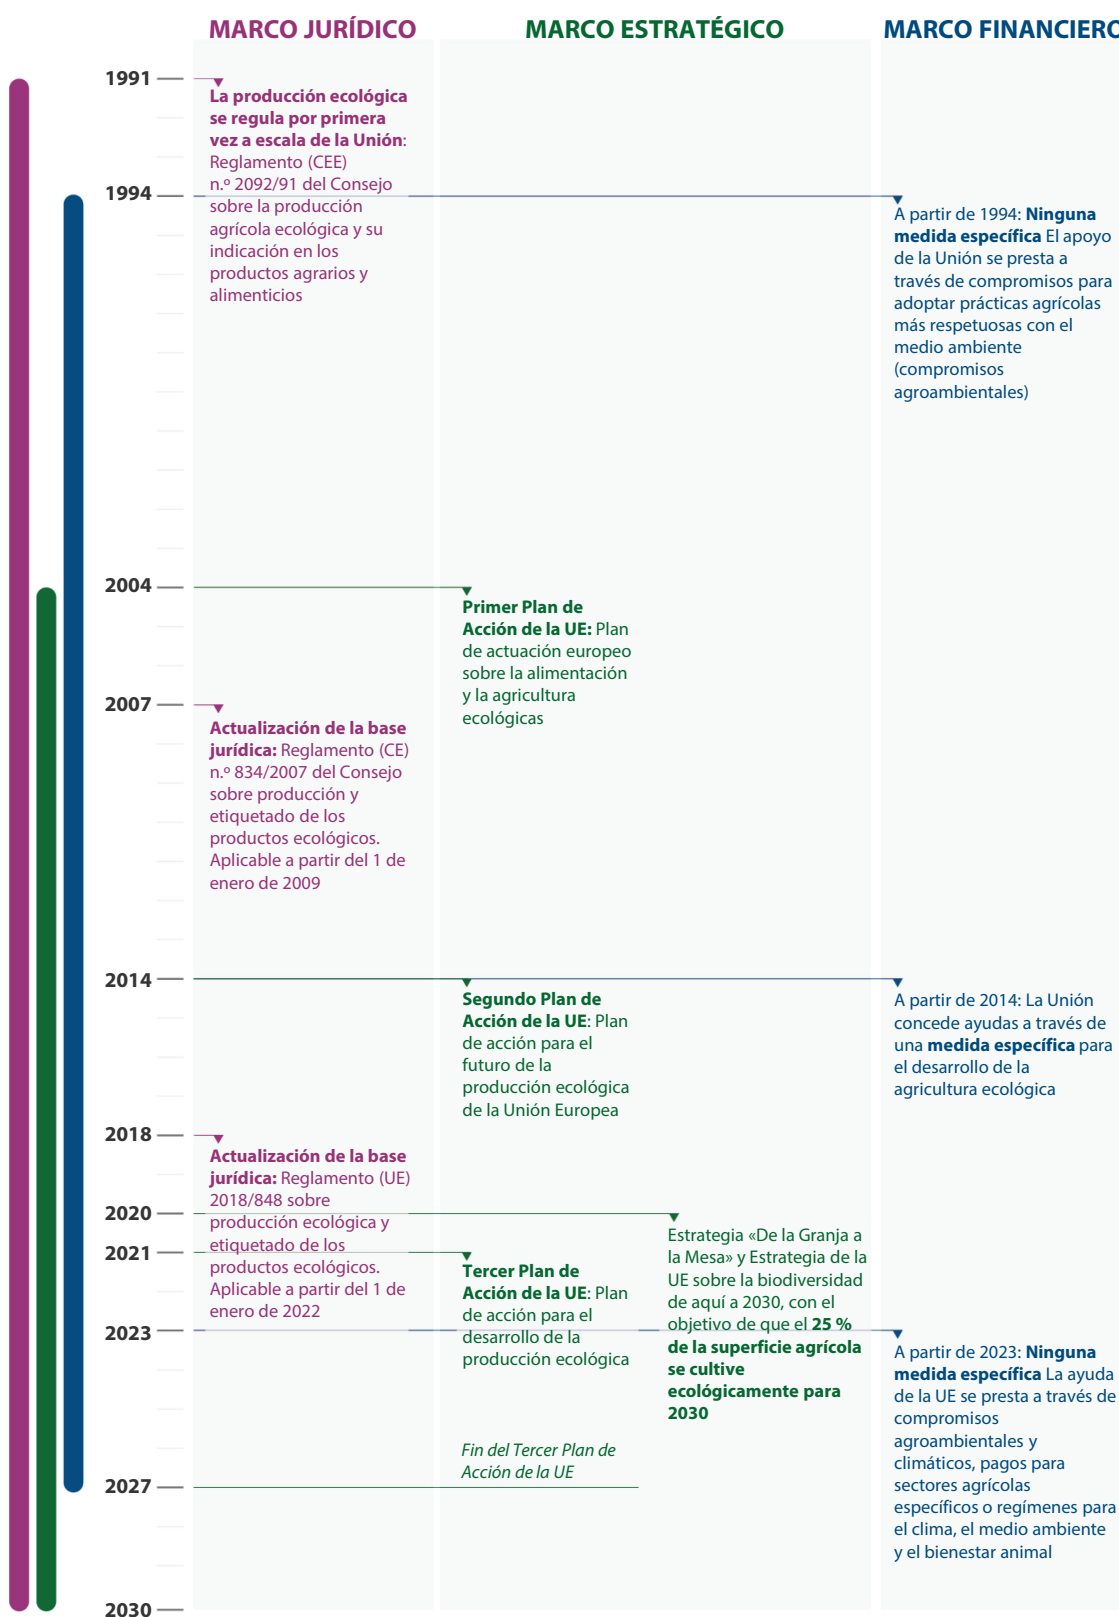 MARCO JURÍDICO
MARCO ESTRATÉGICO
MARCO FINANCIERO
1991
La producción ecológica
se regula por primera
vez a escala de la Unión:
Reglamento (CEE)
n.º 2092/91 del Consejo
sobre la producción
agrícola ecológica y su
indicación en los
productos agrarios y
alimenticios
1994
A partir de 1994: Ninguna
medida específica El apoyo
de la Unión se presta a
través de compromisos para
adoptar prácticas agrícolas
más respetuosas con el
medio ambiente
(compromisos
agroambientales)
2004
Primer Plan de
Acción de la UE: Plan
de actuación europeo
sobre la alimentación
y la agricultura
ecológicas
2007
Actualización de la base
jurídica: Reglamento (CE)
n.º 834/2007 del Consejo
sobre producción y
etiquetado de los
productos ecológicos.
Aplicable a partir del 1 de
enero de 2009
2014
Segundo Plan de
Acción de la UE: Plan
de acción para el
futuro de la
producción ecológica
de la Unión Europea
A partir de 2014: La Unión
concede ayudas a través de
una medida específica para
el desarrollo de la
agricultura ecológica
2018
Actualización de la base
jurídica: Reglamento (UE)
2018/848 sobre
producción ecológica y
etiquetado de los
productos ecológicos.
Aplicable a partir del 1 de
enero de 2022
2020
Estrategia «De la Granja a
la Mesa» y Estrategia de la
UE sobre la biodiversidad
de aquí a 2030, con el
objetivo de que el 25 %
de la superficie agrícola
se cultive
ecológicamente para
2030
2021
Tercer Plan de
Acción de la UE: Plan
de acción para el
desarrollo de la
producción ecológica
2023
A partir de 2023: Ninguna
medida específica La ayuda
de la UE se presta a través de
compromisos
agroambientales y
climáticos, pagos para
sectores agrícolas
específicos o regímenes para
el clima, el medio ambiente
y el bienestar animal
Fin del Tercer Plan de
Acción de la UE
2027
2030